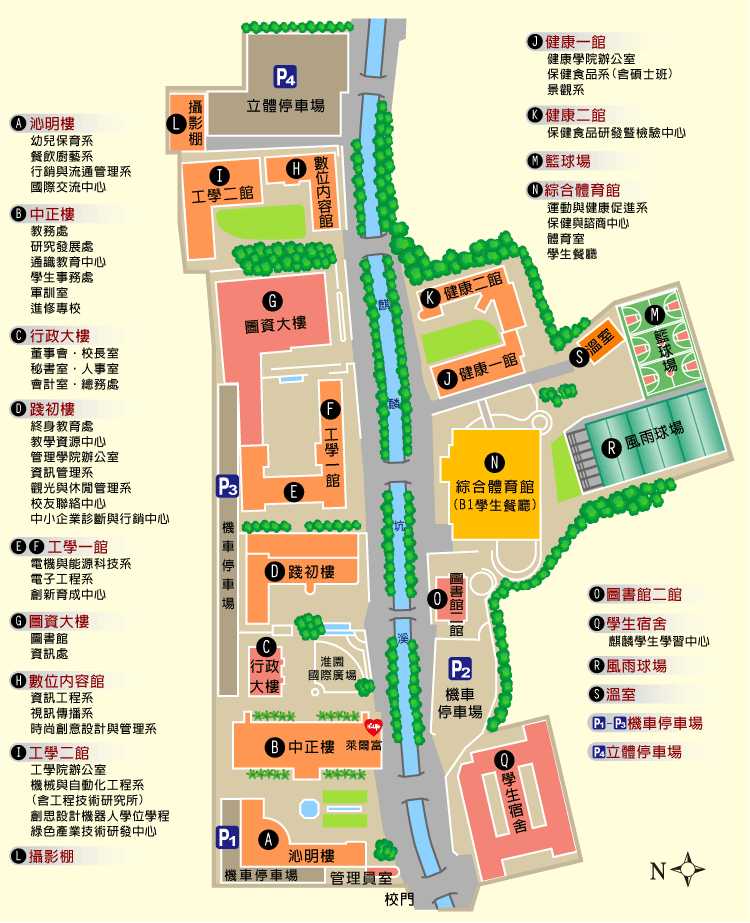 A 沁明樓
幼兒保育系
餐飲廚藝系
行銷與流通管理系
國際交流中心
B 中正樓
教務處
研究發展處
通識教育中心
學生事務處
軍訓室
進修專校
C 行政大樓
董事會·校長室
秘書室·人事室
會計室·總務處
D 踐初樓
終身教育處
教學資源中心
管理學院辦公室
資訊管理系
觀光與休閒管理系
校友聯絡中心
中小企業診斷與行銷中心
E F 工學一館
電機與能源科技系
電子工程系
創新育成中心
G 圖資大樓
圖書館
資訊處
H 數位內容館
資訊工程系
視訊傳播系
時尚創意設計與管理系
I 工學二館
工學院辦公室
機械與自動化工程系
(含工程技術研究所)
創思設計機器人學位學程
綠色產業技術研發中心
L 攝影棚
J 健康一館
健康學院辦公室
保健食品系(含碩士班)
景觀系
K 健康二館
保健食品研發暨檢驗中心
M 籃球場
N 綜合體育館
運動與健康促進系
保健與諮商中心
體育室
學生餐廳
O 圖書館二館
Q 學生宿舍
麒麟學生學習中心
R 風雨球場
S 溫室
P1-P3 機車停車場
P4 立體停車場
P4
立體停車場
L 攝影棚
I
工學二館
H
數位內容館
G
圖資大樓
F
工學一館
E
P3
機車停車場
D 踐初樓
C
行政
大樓
淮園
國際廣場
B 中正樓
萊爾富
P1
A
沁明樓
機車停車場
管理員室
校門
麒
麟
坑
溪
K 健康二館
J 健康一館
S 溫室
M
籃球場
R 風雨球場
N
綜合體育館
(B1學生餐廳)
O
圖書館二館
P2
機車
停車場
Q
學生宿舍
N